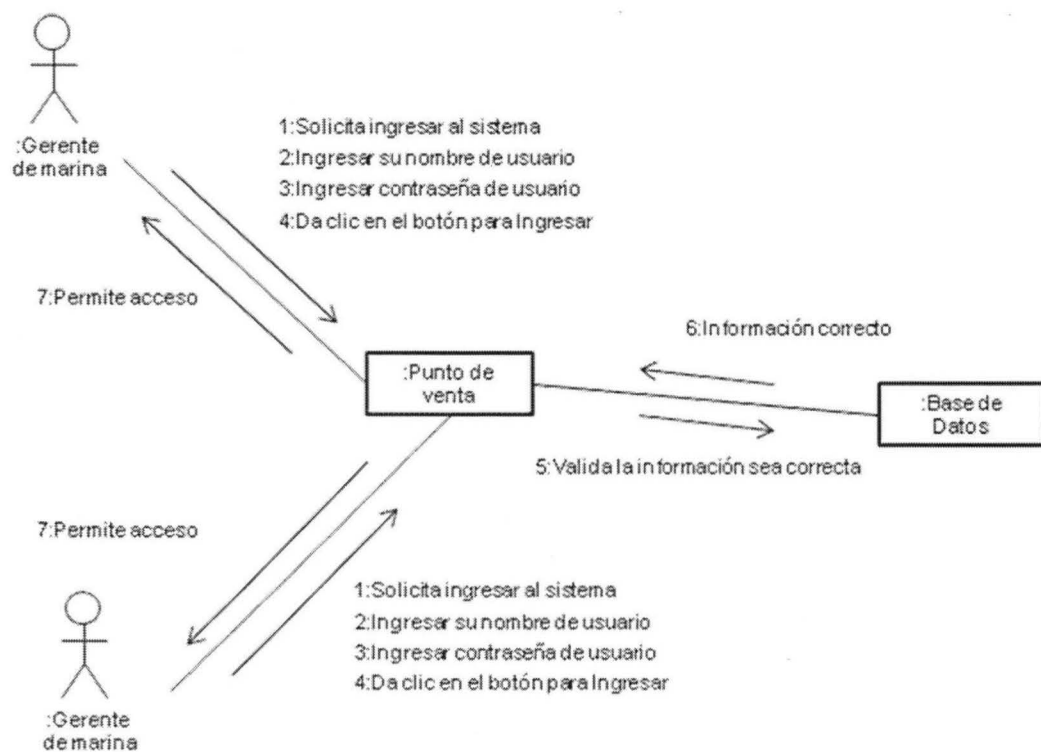 :Gerente
de marina
1:Solicita ingresar al sistema
2:Ingresar su nombre de usuario
3:Ingresar contraseña de usuario
4:Da clic en el botón para Ingresar
7:Permite acceso
6:Información correcto
:Punto de
venta
:Base de
Datos
5:Valida la información sea correcta
7:Permite acceso
1:Solicita ingresar al sistema
2:Ingresar su nombre de usuario
3:Ingresar contraseña de usuario
4:Da clic en el botón para Ingresar
:Gerente
de marina